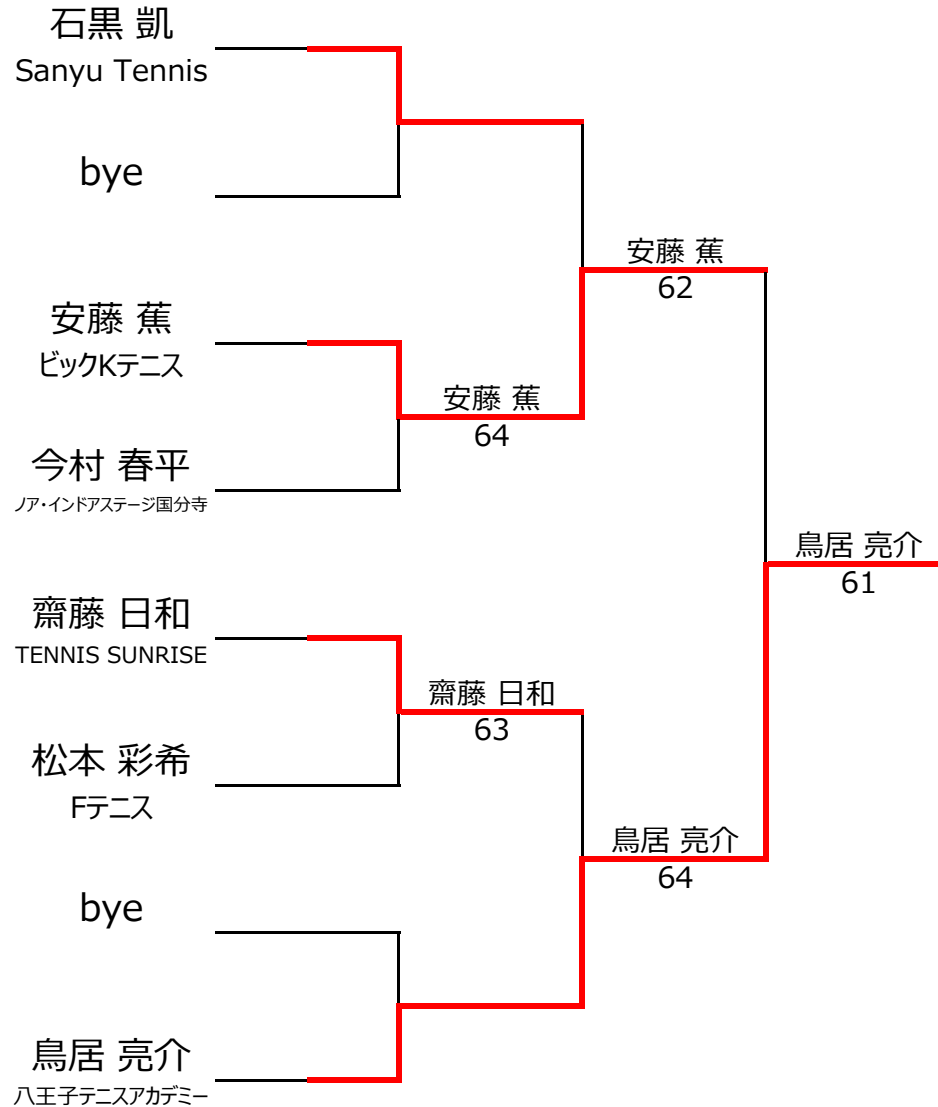 石黒 凱
Sanyu Tennis
bye
安藤 蕉
62
安藤 蕉
ビックKテニス
安藤 蕉
64
今村 春平
ノア・インドアステージ国分寺
鳥居 亮介
61
齋藤 日和
TENNIS SUNRISE
齋藤 日和
63
松本 彩希
Fテニス
鳥居 亮介
64
bye
鳥居 亮介
八王子テニスアカデミー